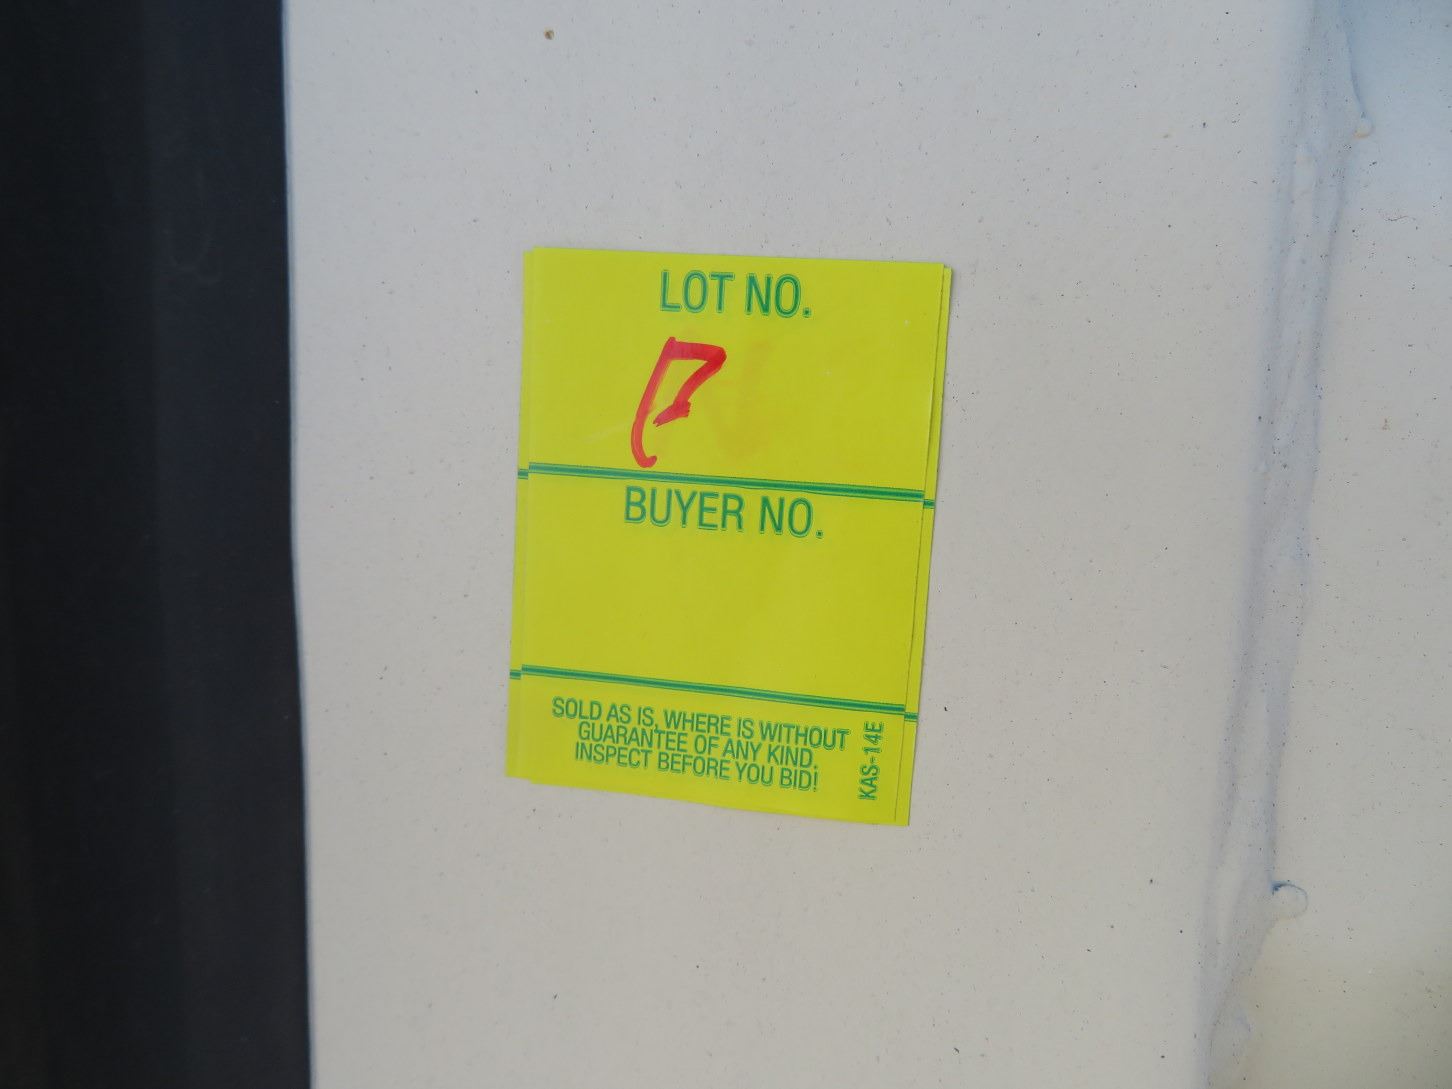 LOT NO.
BUYER NO.
SOLD AS IS, WHERE IS WITHOUT
GUARANTEE OF ANY KIND.
INSPECT BEFORE YOU BID!
KAS-14E